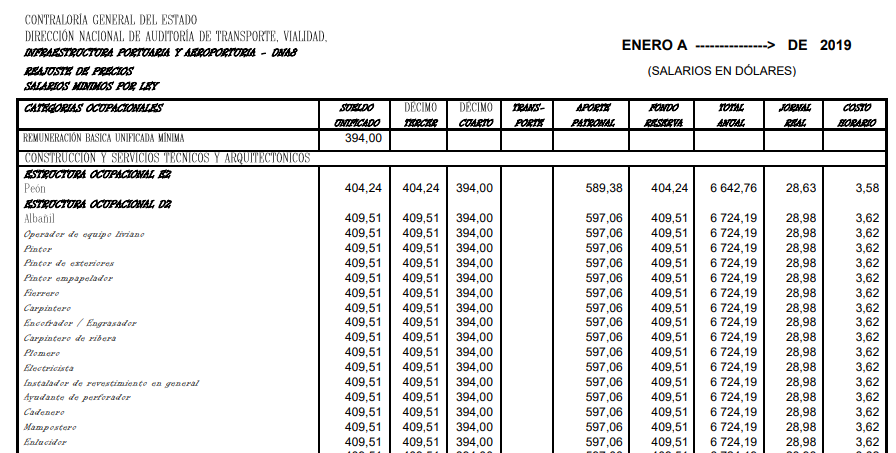 CONTRALORÍA GENERAL DEL ESTADO
DIRECCIÓN NACIONAL DE AUDITORÍA DE TRANSPORTE, VIALIDAD,
INFRAESTRUCTURA PORTUARIA Y AEROPORTURIA - DNA8
ENERO A ---------------> DE 2019
REAJUSTE DE PRECIOS
(SALARIOS EN DÓLARES)
SALARIOS MINIMOS POR LEY
CATEGORIAS OCUPACIONALES SUELDO DÉCIMO DÉCIMO TRANS- APORTE FONDO TOTAL JORNAL COSTO
UNIFICADO TERCER CUARTO PORTE PATRONAL RESERVA ANUAL REAL HORARIO
REMUNERACIÓN BASICA UNIFICADA MÍNIMA 394,00
CONSTRUCCIÓN Y SERVICIOS TECNICOS Y ARQUITECTONICOS
ESTRUCTURA OCUPACIONAL E2
Peón 404,24 404,24 394,00 589,38 404,24 6 642,76 28,63 3,58
ESTRUCTURA OCUPACIONAL D2
Albañil 409,51 409,51 394,00 597,06 409,51 6 724,19 28,98 3,62
Operador de equipo liviano 409,51 409,51 394,00 597,06 409,51 6 724,19 28,98 3,62
Pintor 409,51 409,51 394,00 597,06 409,51 6 724,19 28,98 3,62
Pintor de exteriores 409,51 409,51 394,00 597,06 409,51 6 724,19 28,98 3,62
Pintor empapelador 409,51 409,51 394,00 597,06 409,51 6 724,19 28,98 3,62
Fierrero 409,51 409,51 394,00 597,06 409,51 6 724,19 28,98 3,62
Carpintero 409,51 409,51 394,00 597,06 409,51 6 724,19 28,98 3,62
Encofrador / Engrasador 409,51 409,51 394,00 597,06 409,51 6 724,19 28,98 3,62
Carpintero de ribera 409,51 409,51 394,00 597,06 409,51 6 724,19 28,98 3,62
Plomero 409,51 409,51 394,00 597,06 409,51 6 724,19 28,98 3,62
Electricista 409,51 409,51 394,00 597,06 409,51 6 724,19 28,98 3,62
Instalador de revestimiento en general 409,51 409,51 394,00 597,06 409,51 6 724,19 28,98 3,62
Ayudante de perforador 409,51 409,51 394,00 597,06 409,51 6 724,19 28,98 3,62
Cadenero 409,51 409,51 394,00 597,06 409,51 6 724,19 28,98 3,62
Mampostero 409,51 409,51 394,00 597,06 409,51 6 724,19 28,98 3,62
Enlucidor 409,51 409,51 394,00 597,06 409,51 6 724,19 28,98 3,62